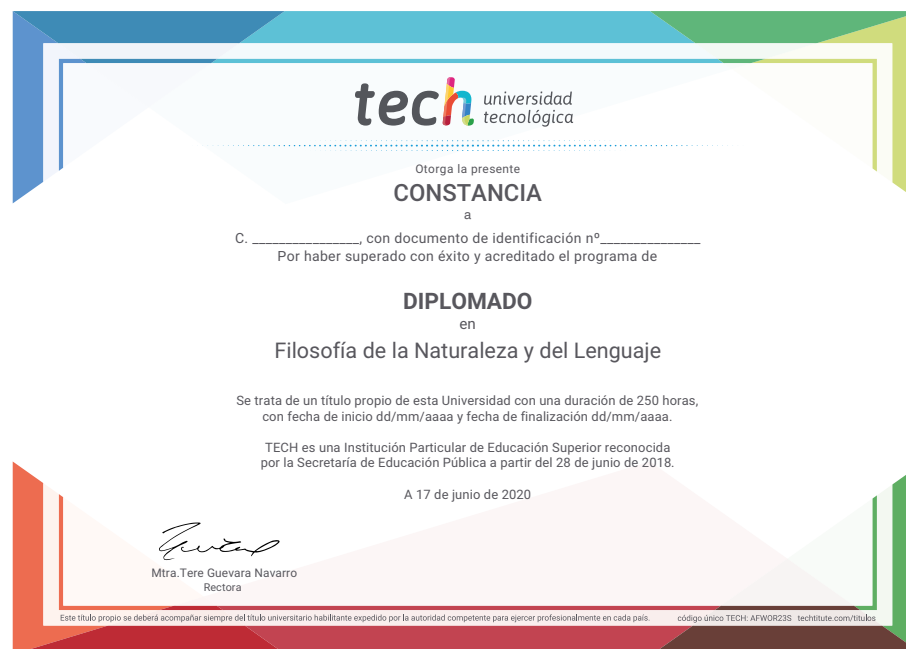 tech universidad
tecnológica
Otorga la presente
CONSTANCIA
a
C. ________________, con documento de identificación nº_______________
Por haber superado con éxito y acreditado el programa de
DIPLOMADO
en
Filosofía de la Naturaleza y del Lenguaje
Se trata de un título propio de esta Universidad con una duración de 250 horas,
con fecha de inicio dd/mm/aaaa y fecha de finalización dd/mm/aaaa.
TECH es una Institución Particular de Educación Superior reconocida
por la Secretaría de Educación Pública a partir del 28 de junio de 2018.
A 17 de junio de 2020
Mtra.Tere Guevara Navarro
Rectora
Este título propio se deberá acompañar siempre del título universitario habilitante expedido por la autoridad competente para ejercer profesionalmente en cada país. código único TECH: AFWOR23S techtitute.com/titulos